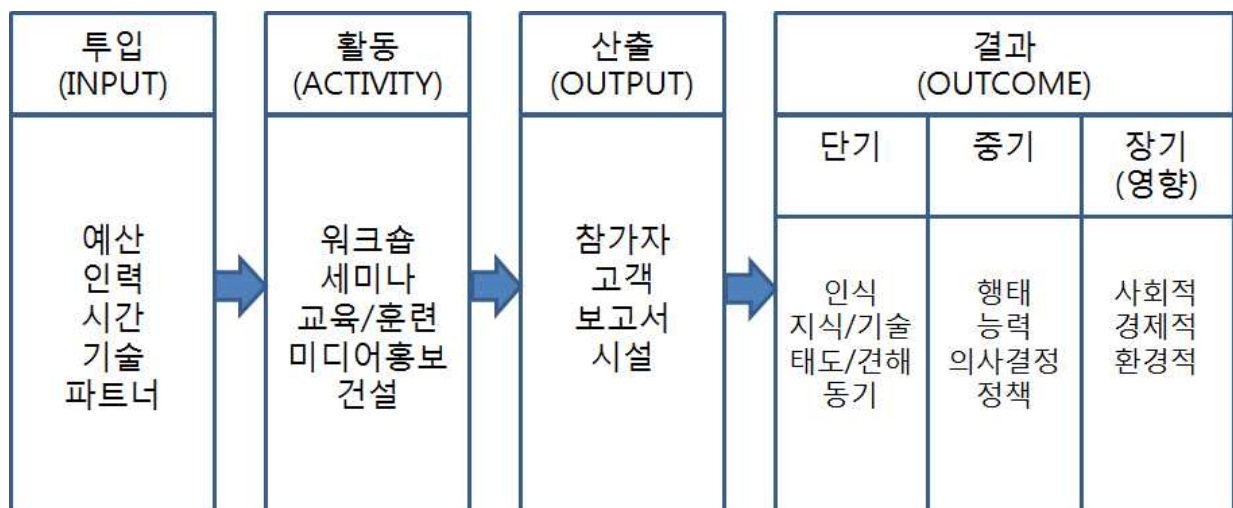 투입
(INPUT)
예산
인력
시간
기술
파트너
활동
(ACTIVITY)
워크숍
세미나
교육/훈련
미디어홍보
건설
산출
(OUTPUT)
참가자
고객
보고서
시설
결과
(OUTCOME)
단기
인식
지식/기술
태도/견해
동기
중기
행태
능력
의사결정
정책
장기
(영향)
사회적
경제적
환경적